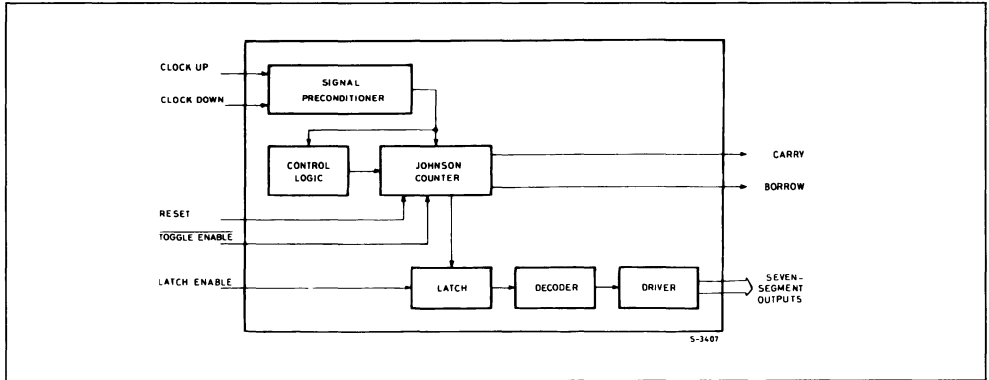 CLOCK UP
CLOCK DOWN
SIGNAL
PRECONDITIONER
CONTROL
LOGIC
JOHNSON
COUNTER
CARRY
BORROW
RESET
TOGGLE ENABLE
LATCH ENABLE
LATCH
DECODER
DRIVER
SEVEN-
SEGMENT
OUTPUTS
S-3407